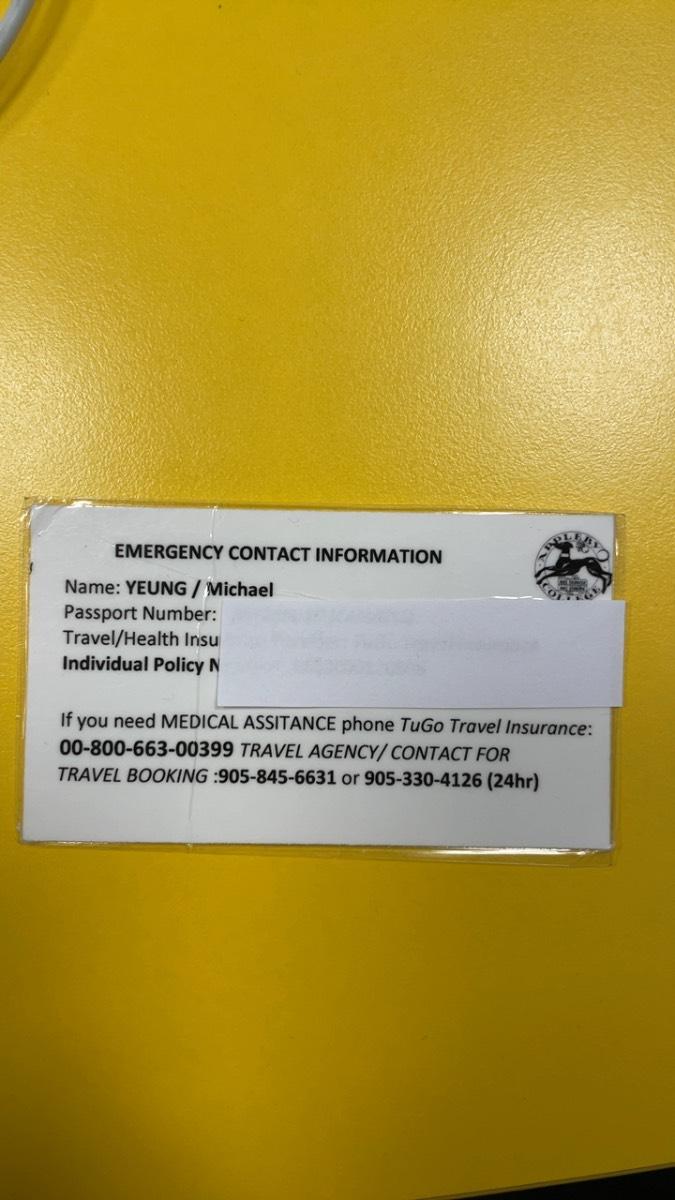 EMERGENCY CONTACT INFORMATION
APPLEBY COLLEGE
Name: YEUNG / Michael
Passport Number:
Travel/Health Insu
Individual Policy N
If you need MEDICAL ASSITANCE phone TuGo Travel Insurance:
00-800-663-00399 TRAVEL AGENCY/ CONTACT FOR
TRAVEL BOOKING :905-845-6631 or 905-330-4126 (24hr)